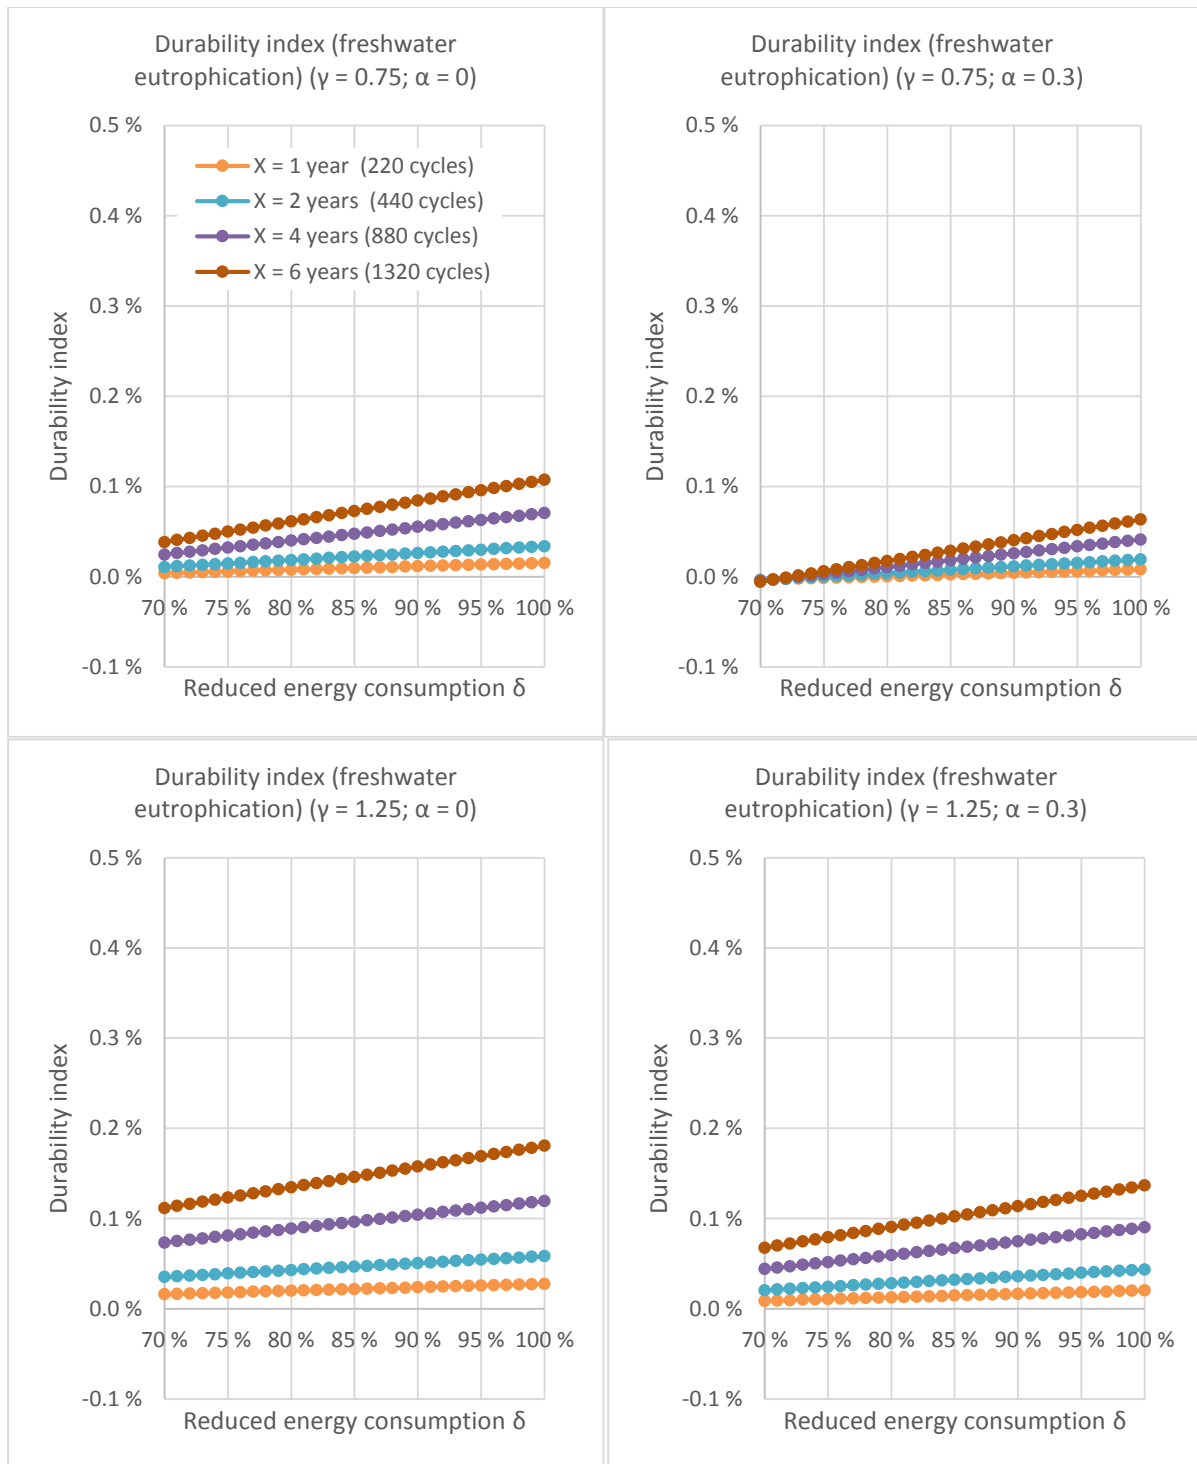 Durability index (freshwater
eutrophication) (γ = 0.75; α = 0)
0.5 %
0.4 %
0.3 %
0.2 %
0.1 %
0.0 %
-0.1 %
Durability index
X = 1 year  (220 cycles)
X = 2 years  (440 cycles)
X = 4 years (880 cycles)
X = 6 years (1320 cycles)
70 % 75 % 80 % 85 % 90 % 95 % 100 %
Reduced energy consumption δ
Durability index (freshwater
eutrophication) (γ = 0.75; α = 0.3)
0.5 %
0.4 %
0.3 %
0.2 %
0.1 %
0.0 %
-0.1 %
Durability index
70 % 75 % 80 % 85 % 90 % 95 % 100 %
Reduced energy consumption δ
Durability index (freshwater
eutrophication) (γ = 1.25; α = 0)
0.5 %
0.4 %
0.3 %
0.2 %
0.1 %
0.0 %
-0.1 %
Durability index
70 % 75 % 80 % 85 % 90 % 95 % 100 %
Reduced energy consumption δ
Durability index (freshwater
eutrophication) (γ = 1.25; α = 0.3)
0.5 %
0.4 %
0.3 %
0.2 %
0.1 %
0.0 %
-0.1 %
Durability index
70 % 75 % 80 % 85 % 90 % 95 % 100 %
Reduced energy consumption δ